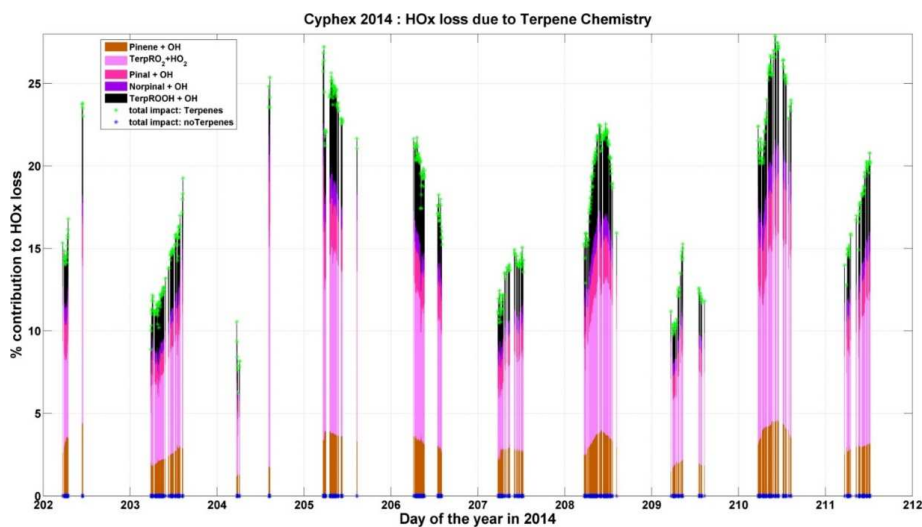 Cyphex 2014 : HOx loss due to Terpene Chemistry
% contribution to HOx loss
25
20
15
10
5
0
Pinene + OH
TerpRO2+HO2
Pinal + OH
Norpinal + OH
TerpROOH + OH
total impact: Terpenes
total impact: noTerpenes
202 203 204 205 206 207 208 209 210 211 212
Day of the year in 2014